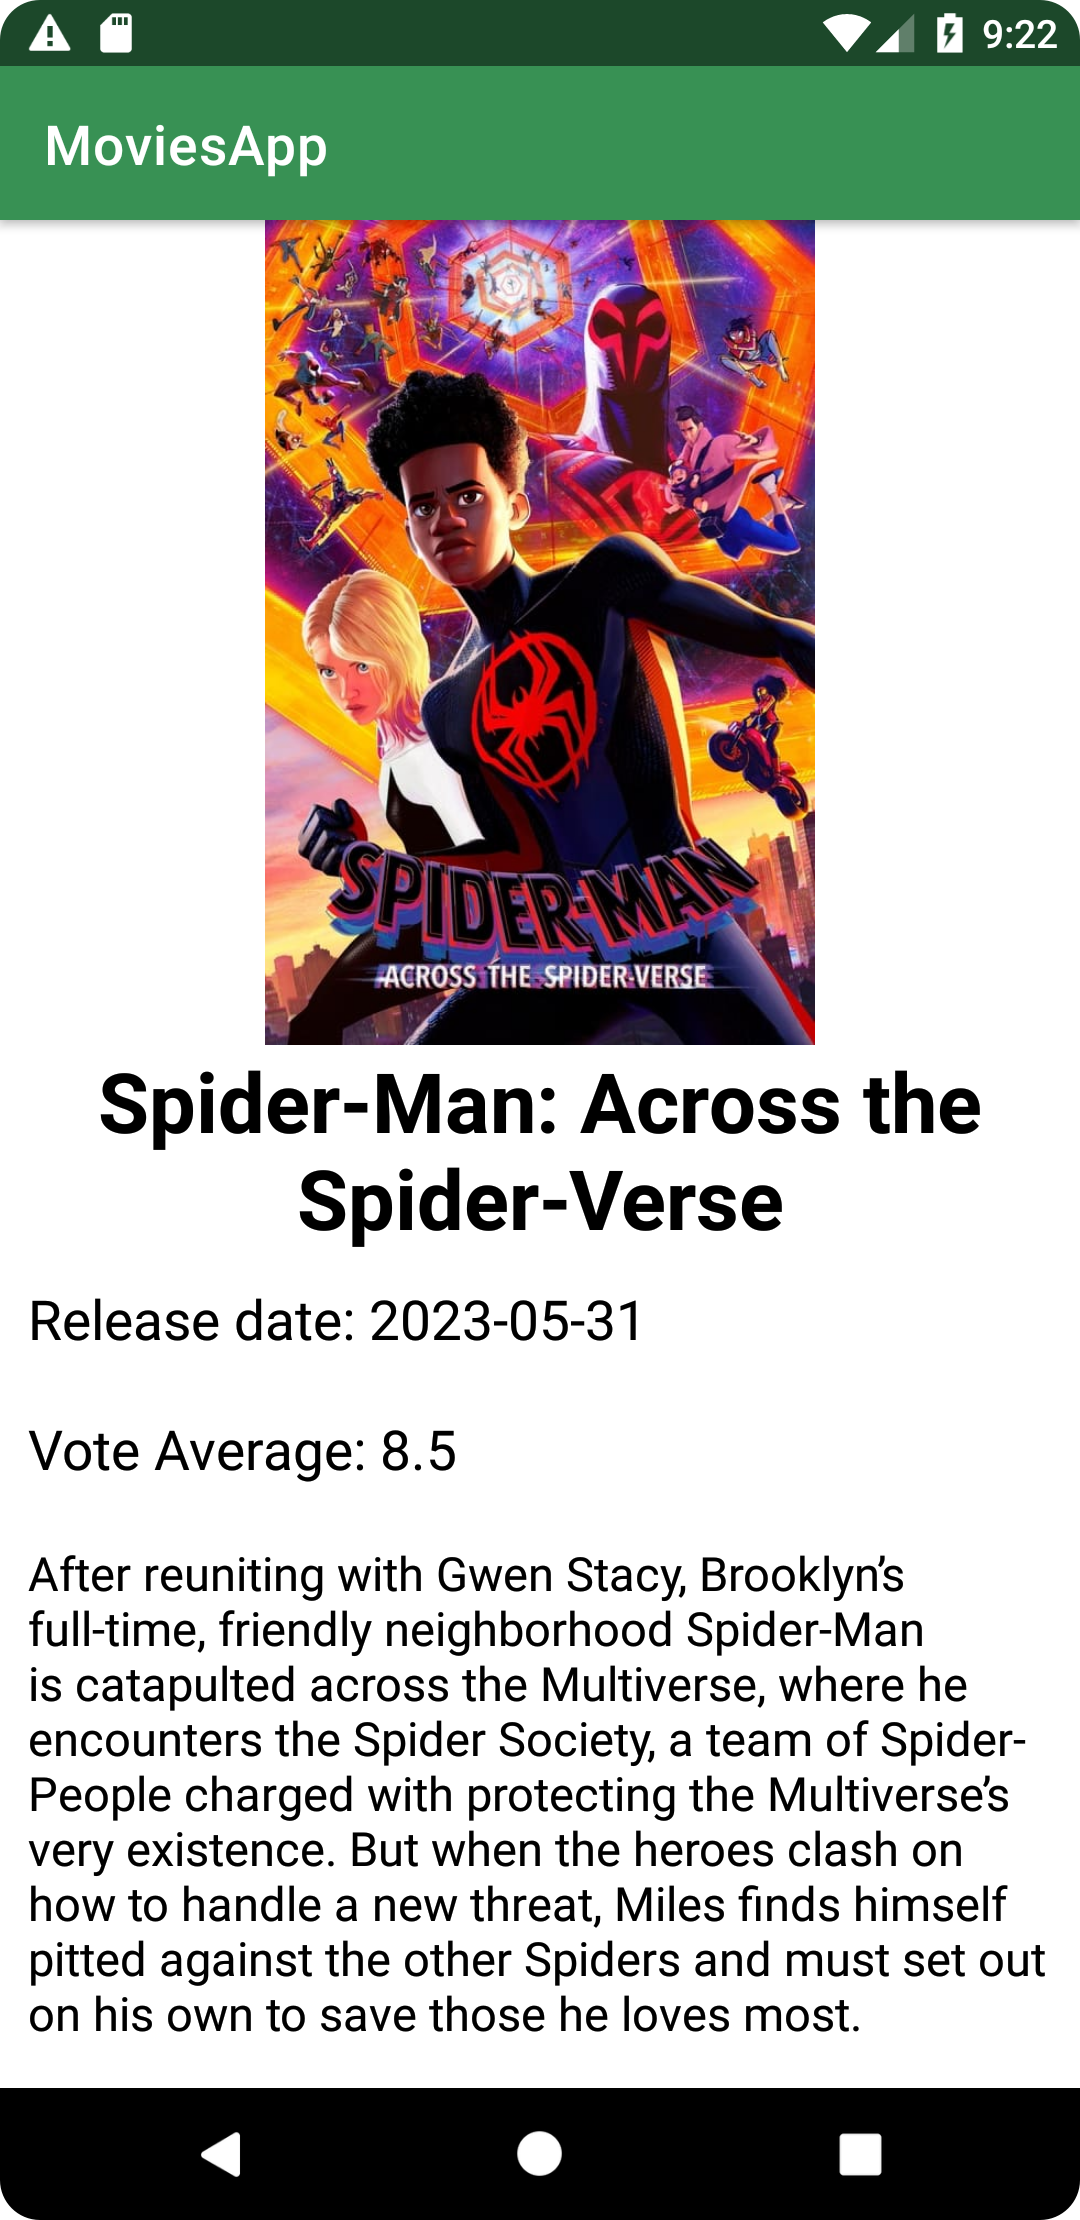 9:22
MoviesApp
SPIDER-MAN
ACROSS THE SPIDER-VERSE
Spider-Man: Across the
Spider-Verse
Release date: 2023-05-31
Vote Average: 8.5
After reuniting with Gwen Stacy, Brooklyn’s
full-time, friendly neighborhood Spider-Man
is catapulted across the Multiverse, where he
encounters the Spider Society, a team of Spider-
People charged with protecting the Multiverse’s
very existence. But when the heroes clash on
how to handle a new threat, Miles finds himself
pitted against the other Spiders and must set out
on his own to save those he loves most.